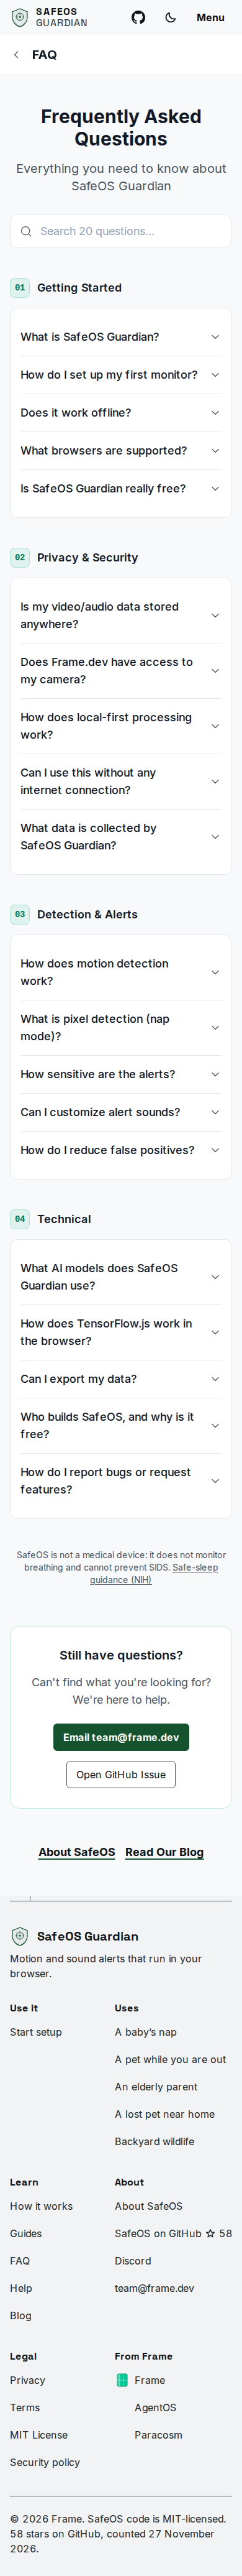 SAFEOS
GUARDIAN
Menu
FAQ
Frequently Asked
Questions
Everything you need to know about
SafeOS Guardian
Search 20 questions...
01 Getting Started
What is SafeOS Guardian?
How do I set up my first monitor?
Does it work offline?
What browsers are supported?
Is SafeOS Guardian really free?
02 Privacy & Security
Is my video/audio data stored
anywhere?
Does Frame.dev have access to
my camera?
How does local-first processing
work?
Can I use this without any
internet connection?
What data is collected by
SafeOS Guardian?
03 Detection & Alerts
How does motion detection
work?
What is pixel detection (nap
mode)?
How sensitive are the alerts?
Can I customize alert sounds?
How do I reduce false positives?
04 Technical
What AI models does SafeOS
Guardian use?
How does TensorFlow.js work in
the browser?
Can I export my data?
Who builds SafeOS, and why is it
free?
How do I report bugs or request
features?
SafeOS is not a medical device: it does not monitor
breathing and cannot prevent SIDS. Safe-sleep
guidance (NIH)
Still have questions?
Can't find what you're looking for?
We're here to help.
Email team@frame.dev
Open GitHub Issue
About SafeOS Read Our Blog
SafeOS Guardian
Motion and sound alerts that run in your
browser.
Use it
Start setup
Uses
A baby's nap
A pet while you are out
An elderly parent
A lost pet near home
Backyard wildlife
Learn
How it works
Guides
FAQ
Help
Blog
About
About SafeOS
SafeOS on GitHub ☆ 58
Discord
team@frame.dev
Legal
Privacy
Terms
MIT License
Security policy
From Frame
Frame
AgentOS
Paracosm
© 2026 Frame. SafeOS code is MIT-licensed.
58 stars on GitHub, counted 27 November
2026.